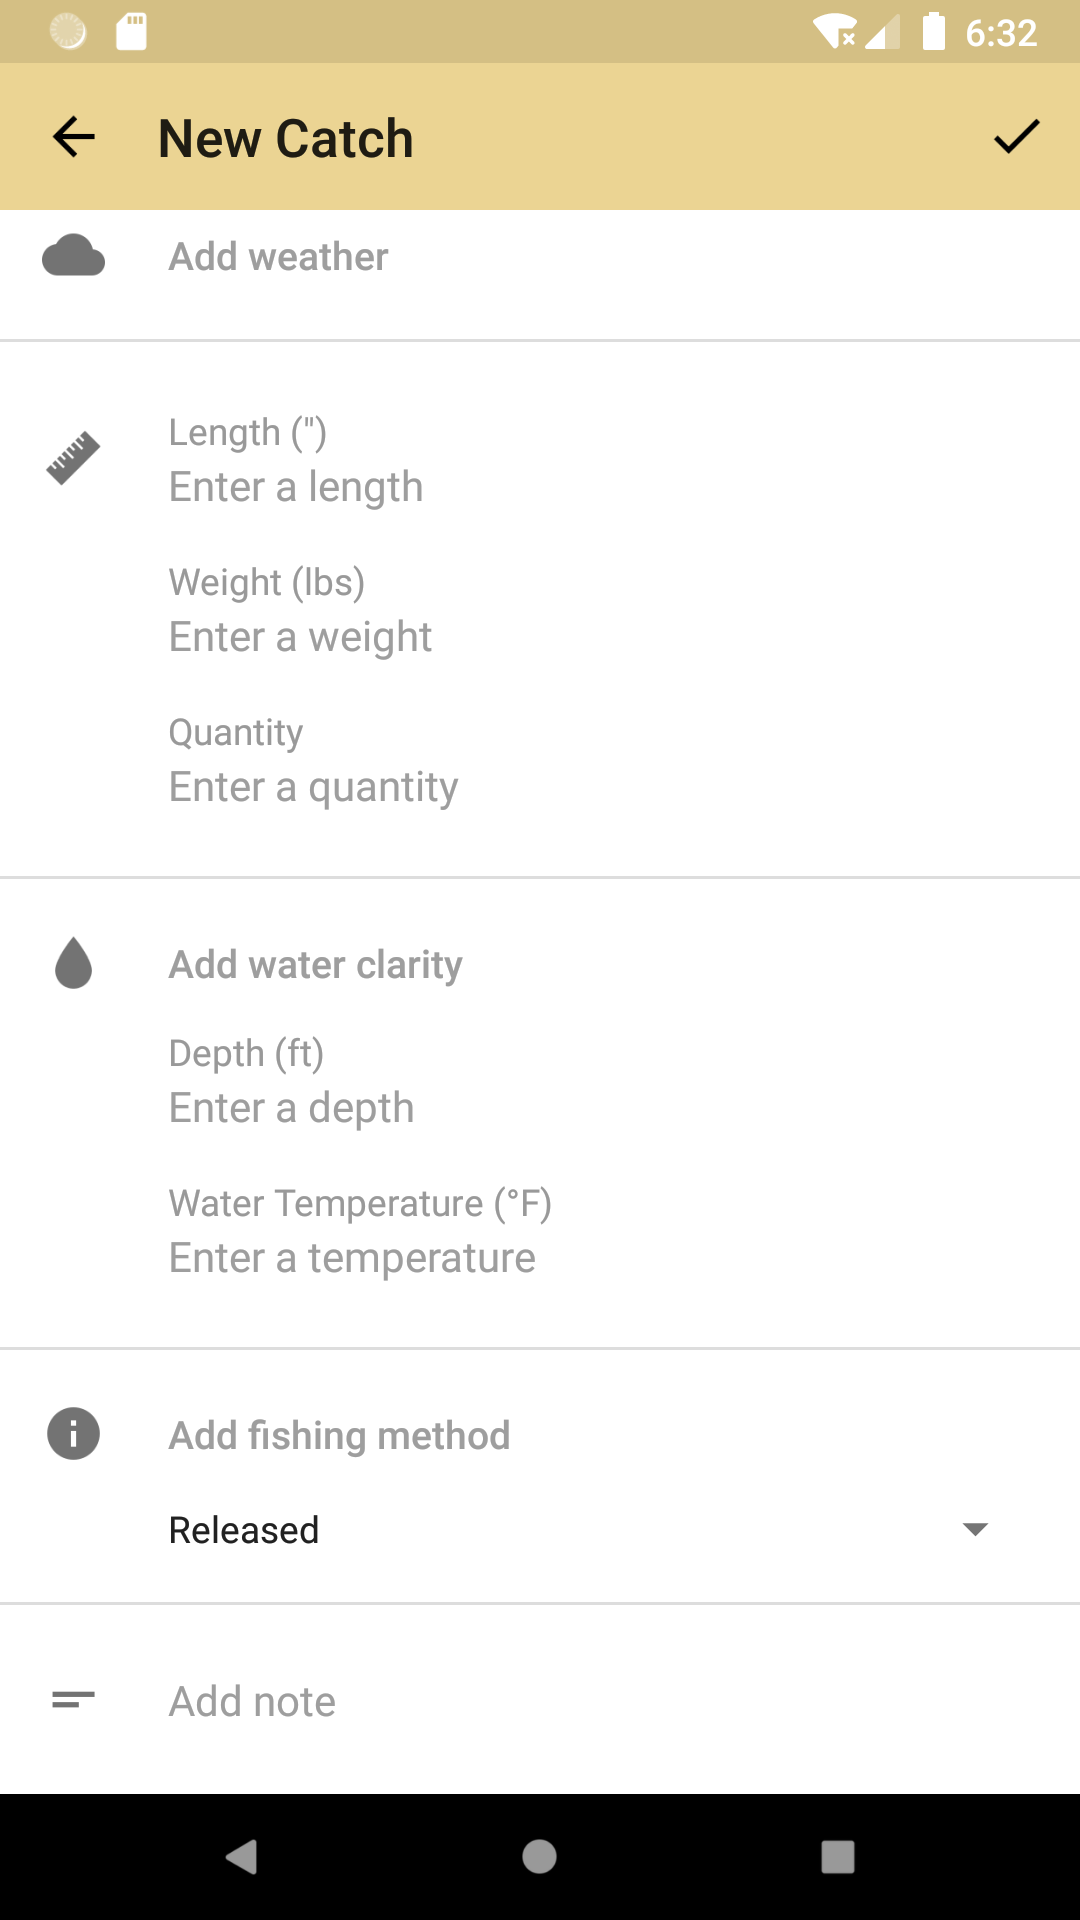 6:32
New Catch
Add weather
Length (")
Enter a length
Weight (lbs)
Enter a weight
Quantity
Enter a quantity
Add water clarity
Depth (ft)
Enter a depth
Water Temperature (°F)
Enter a temperature
Add fishing method
Released
Add note